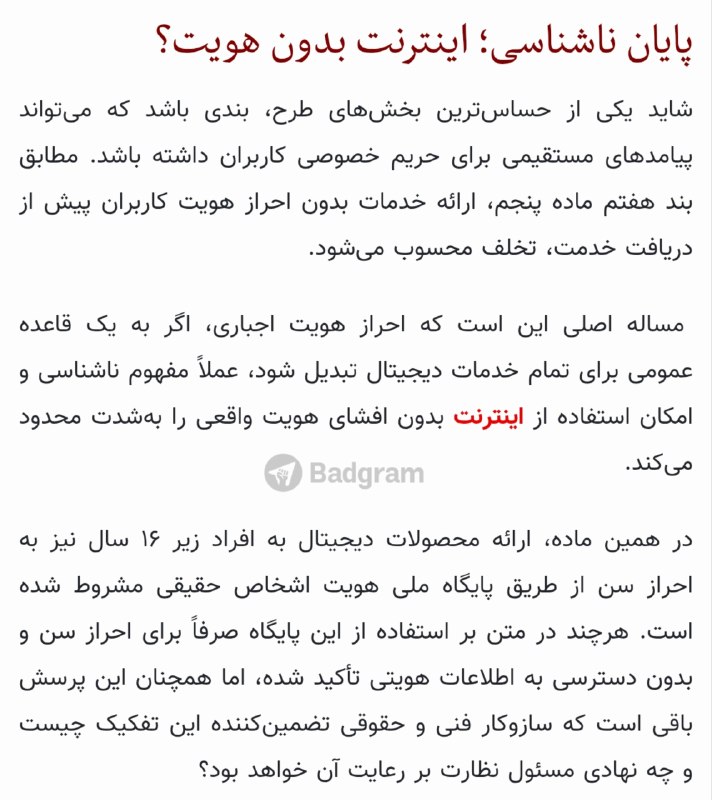 پایان ناشناسی؛ اینترنت بدون هویت؟
شاید یکی از حساس‌ترین بخش‌های طرح، بندی باشد که می‌تواند
پیامدهای مستقیمی برای حریم خصوصی کاربران داشته باشد. مطابق
بند هفتم ماده پنجم، ارائه خدمات بدون احراز هویت کاربران پیش از
دریافت خدمت، تخلف محسوب می‌شود.
مساله اصلی این است که احراز هویت اجباری، اگر به یک قاعده
عمومی برای تمام خدمات دیجیتال تبدیل شود، عملاً مفهوم ناشناسی و
امکان استفاده از اینترنت بدون افشای هویت واقعی را به‌شدت محدود
می‌کند.
Badgram
در همین ماده، ارائه محصولات دیجیتال به افراد زیر ۱۶ سال نیز به
احراز سن از طریق پایگاه ملی هویت اشخاص حقیقی مشروط شده
است. هرچند در متن بر استفاده از این پایگاه صرفاً برای احراز سن و
بدون دسترسی به اطلاعات هویتی تأکید شده، اما همچنان این پرسش
باقی است که سازوکار فنی و حقوقی تضمین‌کننده این تفکیک چیست
و چه نهادی مسئول نظارت بر رعایت آن خواهد بود؟